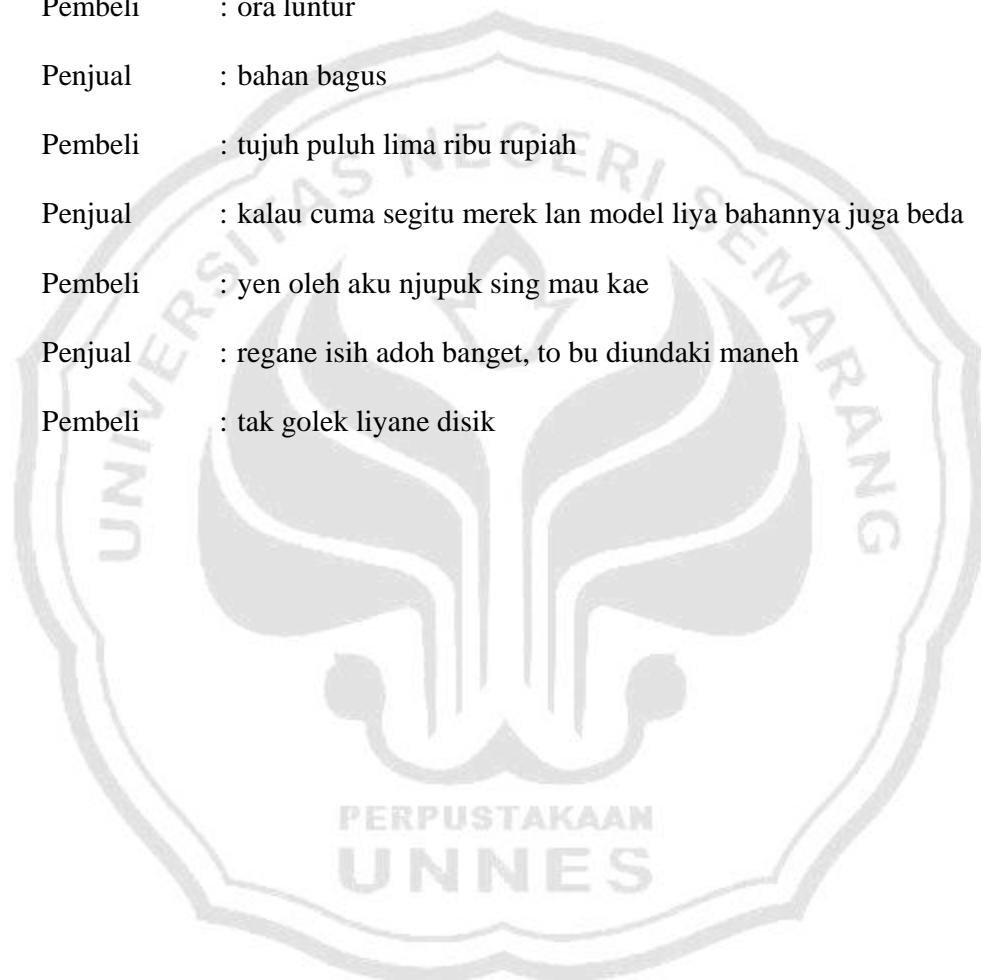 Pembeli : ora luntur
Penjual : bahan bagus
Pembeli : tujuh puluh lima ribu rupiah
Penjual : kalau cuma segitu merek lan model liya bahannya juga beda
Pembeli : yen oleh aku njupuk sing mau kae
Penjual : regane isih adoh banget, to bu diundaki maneh
Pembeli : tak golek liyane disik
UNIVERSITAS NEGERI SEMARANG
PERPUSTAKAAN
UNNES